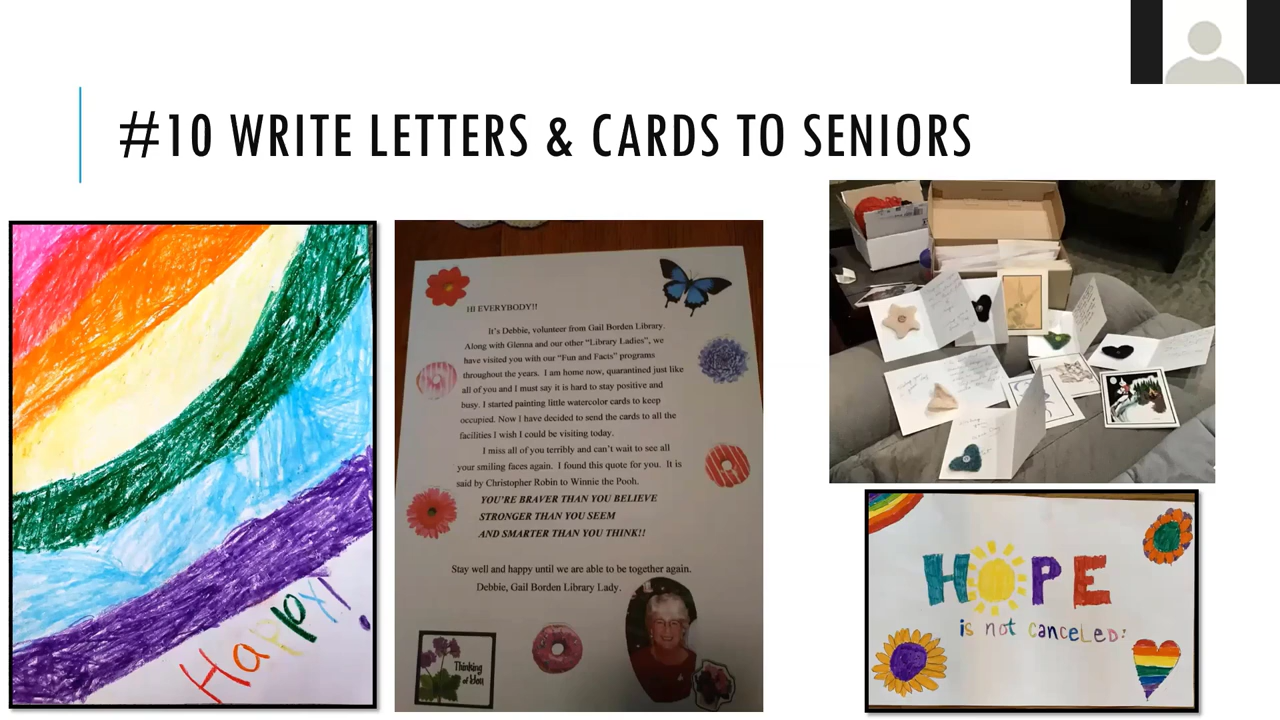 #10 WRITE LETTERS & CARDS TO SENIORS
Happy!
HI EVERYBODY!!
It's Debbie, volunteer from Gail Borden Library.
Along with Glenna and our other "Library Ladies", we
have visited you with our "Fun and Facts" programs
throughout the years. I am home now, quarantined just like
all of you and I must say it is hard to stay positive and
busy. I started painting little watercolor cards to keep
occupied. Now I have decided to send the cards to all the
facilities I wish I could be visiting today.
I miss all of you terribly and can't wait to see all
your smiling faces again. I found this quote for you. It is
said by Christopher Robin to Winnie the Pooh.
YOU'RE BRAVER THAN YOU BELIEVE
STRONGER THAN YOU SEEM
AND SMARTER THAN YOU THINK!!
Stay well and happy until we are able to be together again.
Debbie, Gail Borden Library Lady.
Thinking
of You
HOPE
is not canceled!